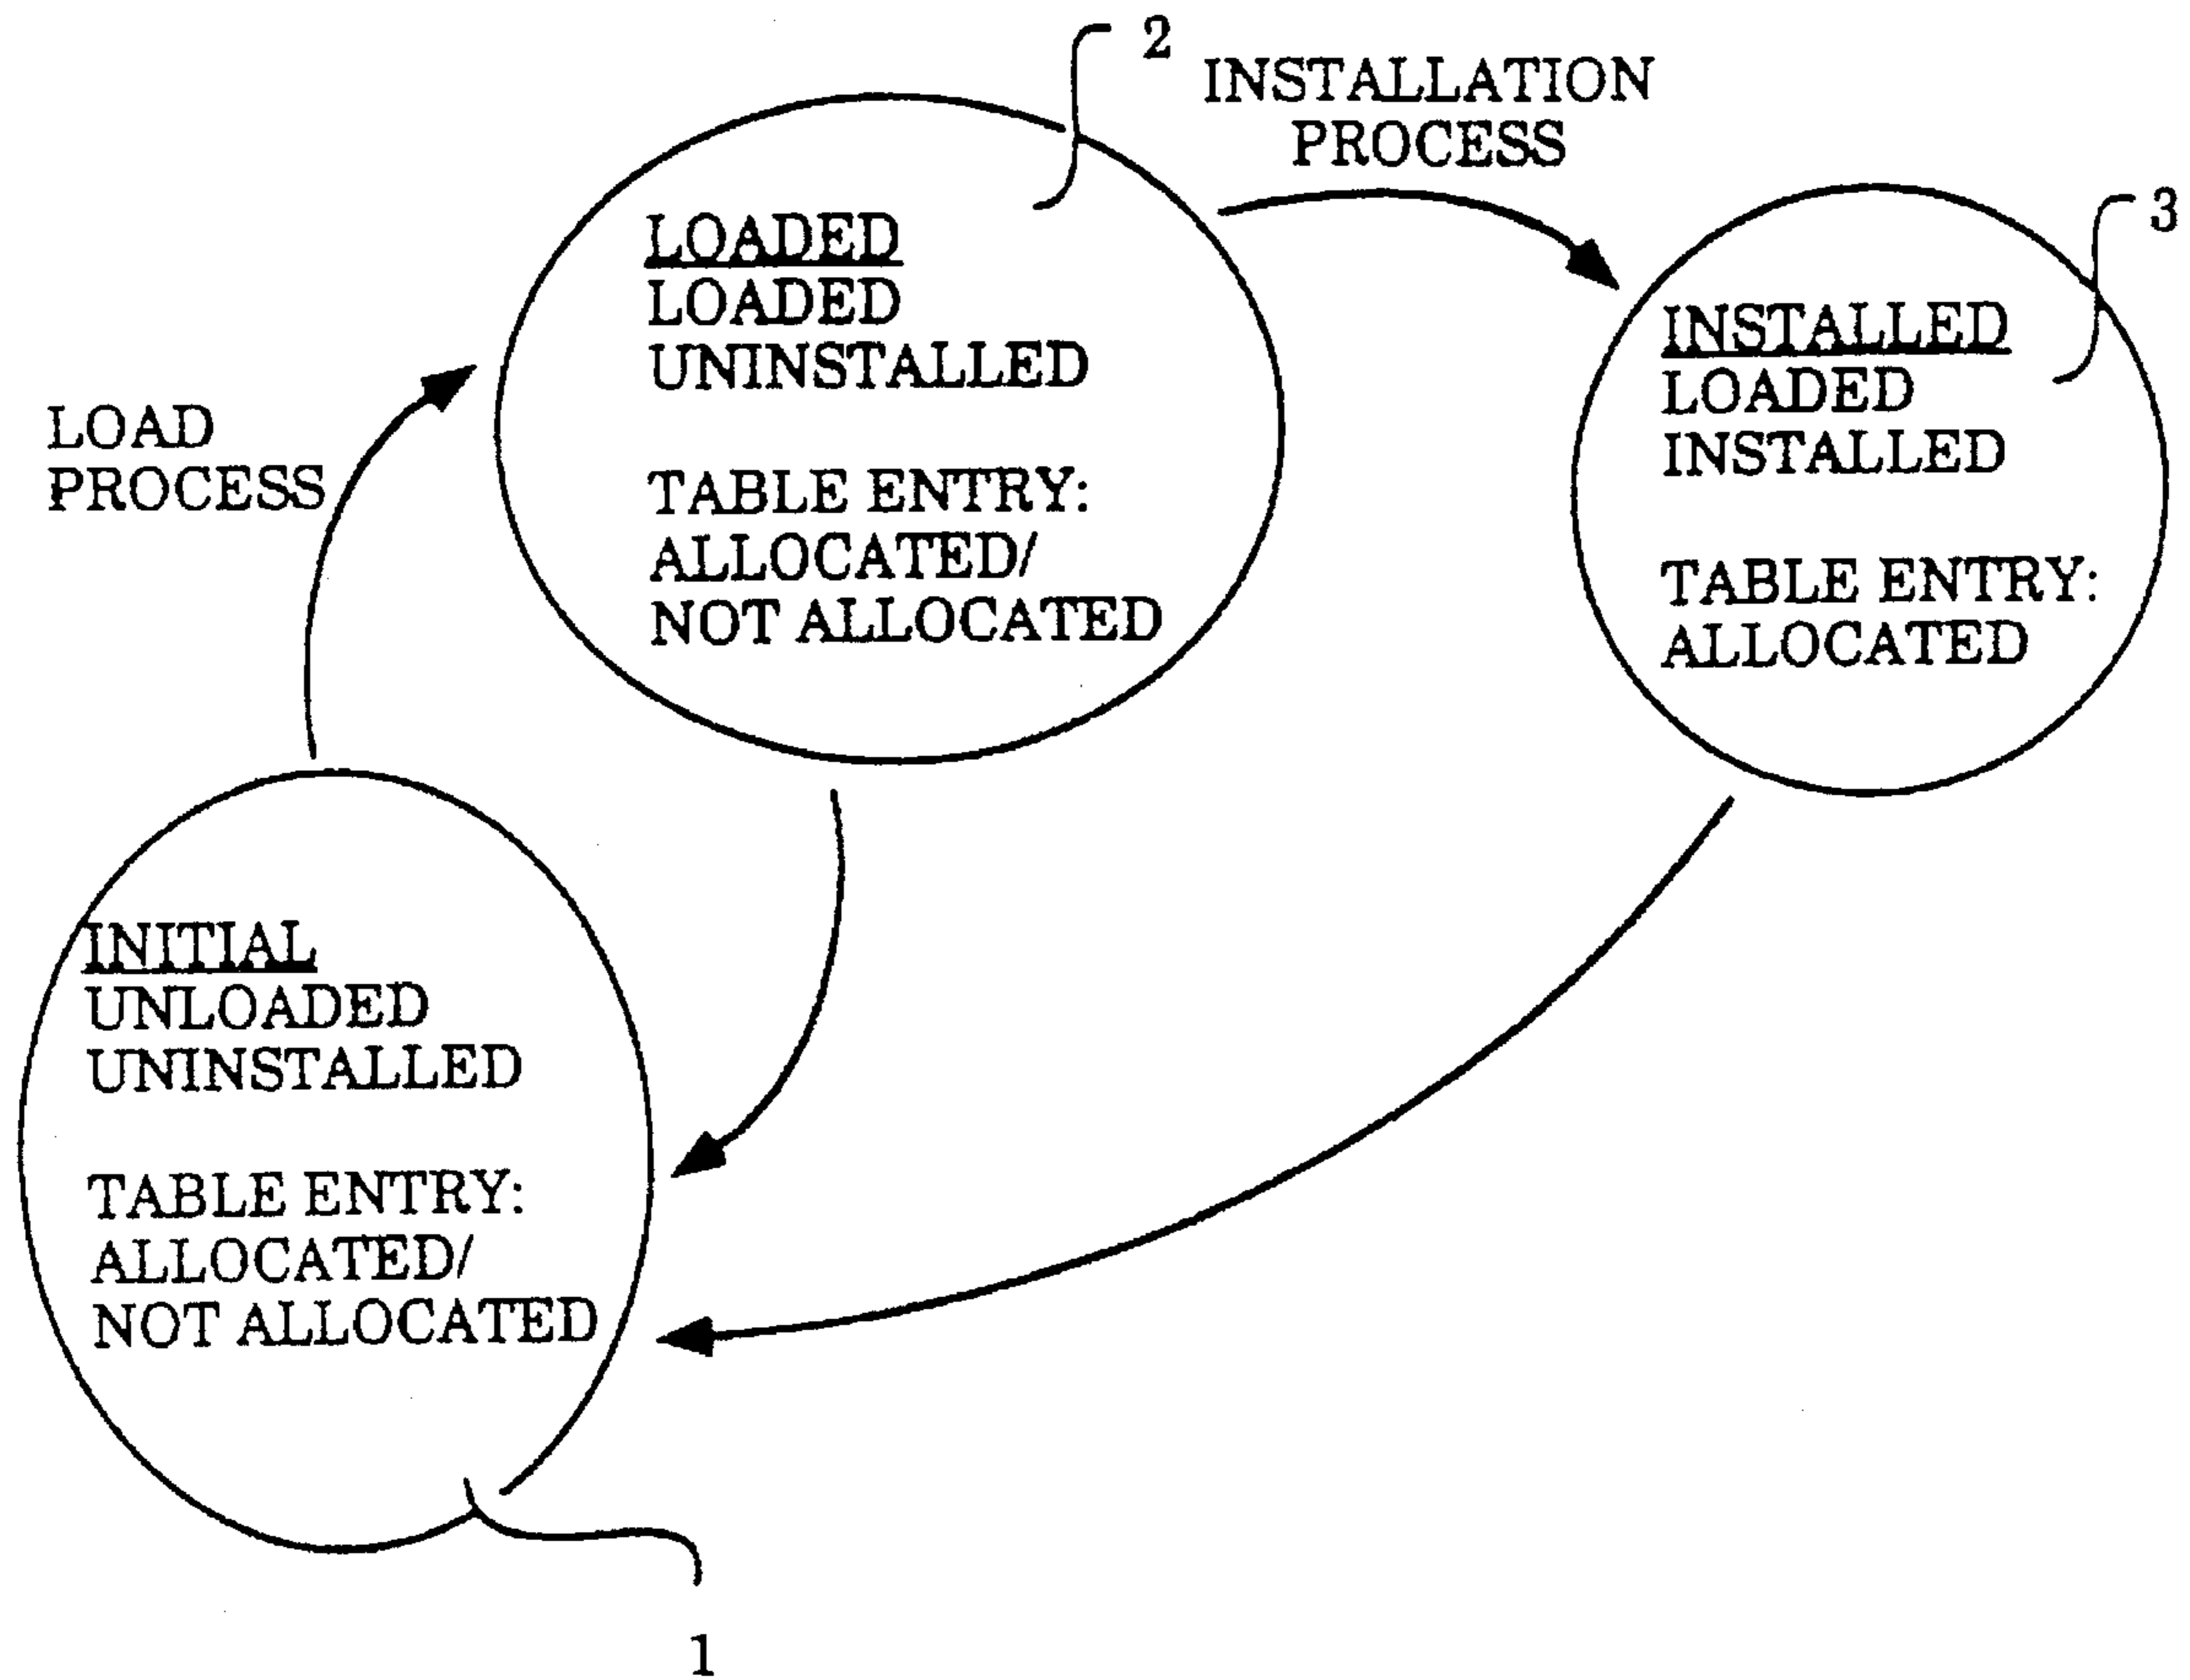 2
INSTALLATION
PROCESS
3
LOADED
LOADED
UNINSTALLED
TABLE ENTRY:
ALLOCATED/
NOT ALLOCATED
INSTALLED
LOADED
INSTALLED
TABLE ENTRY:
ALLOCATED
LOAD
PROCESS
INITIAL
UNLOADED
UNINSTALLED
TABLE ENTRY:
ALLOCATED/
NOT ALLOCATED
1